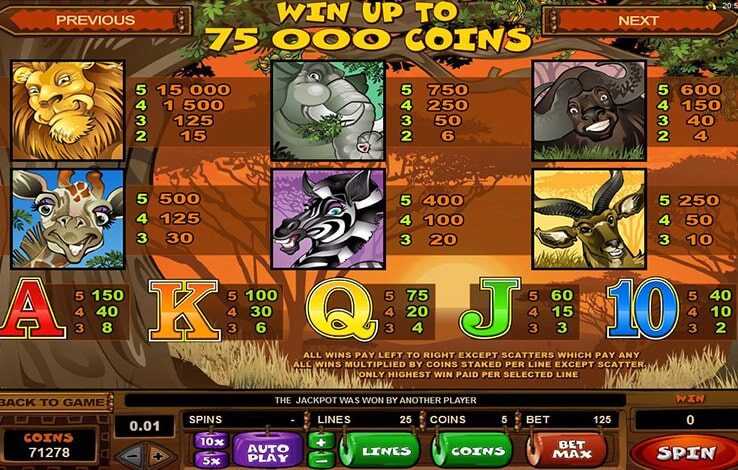 PREVIOUS
WIN UP TO
75 000 COINS
NEXT
5 15 000
4 1 500
3 125
2 15
5 750
4 250
3 50
2 6
5 600
4 150
3 40
2 4
5 500
4 125
3 30
5 400
4 100
3 20
5 250
4 50
3 10
A
5 150
4 40
3 8
K
5 100
4 30
3 6
Q
5 75
4 20
3 4
J
5 60
4 15
3 3
10
5 40
4 10
3 2
ALL WINS PAY LEFT TO RIGHT EXCEPT SCATTERS WHICH PAY ANY
ALL WINS MULTIPLIED BY COINS STAKED PER LINE EXCEPT SCATTER
ONLY HIGHEST WIN PAID PER SELECTED LINE
BACK TO GAME
THE JACKPOT WAS WON BY ANOTHER PLAYER
WIN
COINS
71278
0.01
SPINS -
LINES 25
COINS 5
BET 125
0
10X
5X
AUTO PLAY
LINES
COINS
BET MAX
SPIN